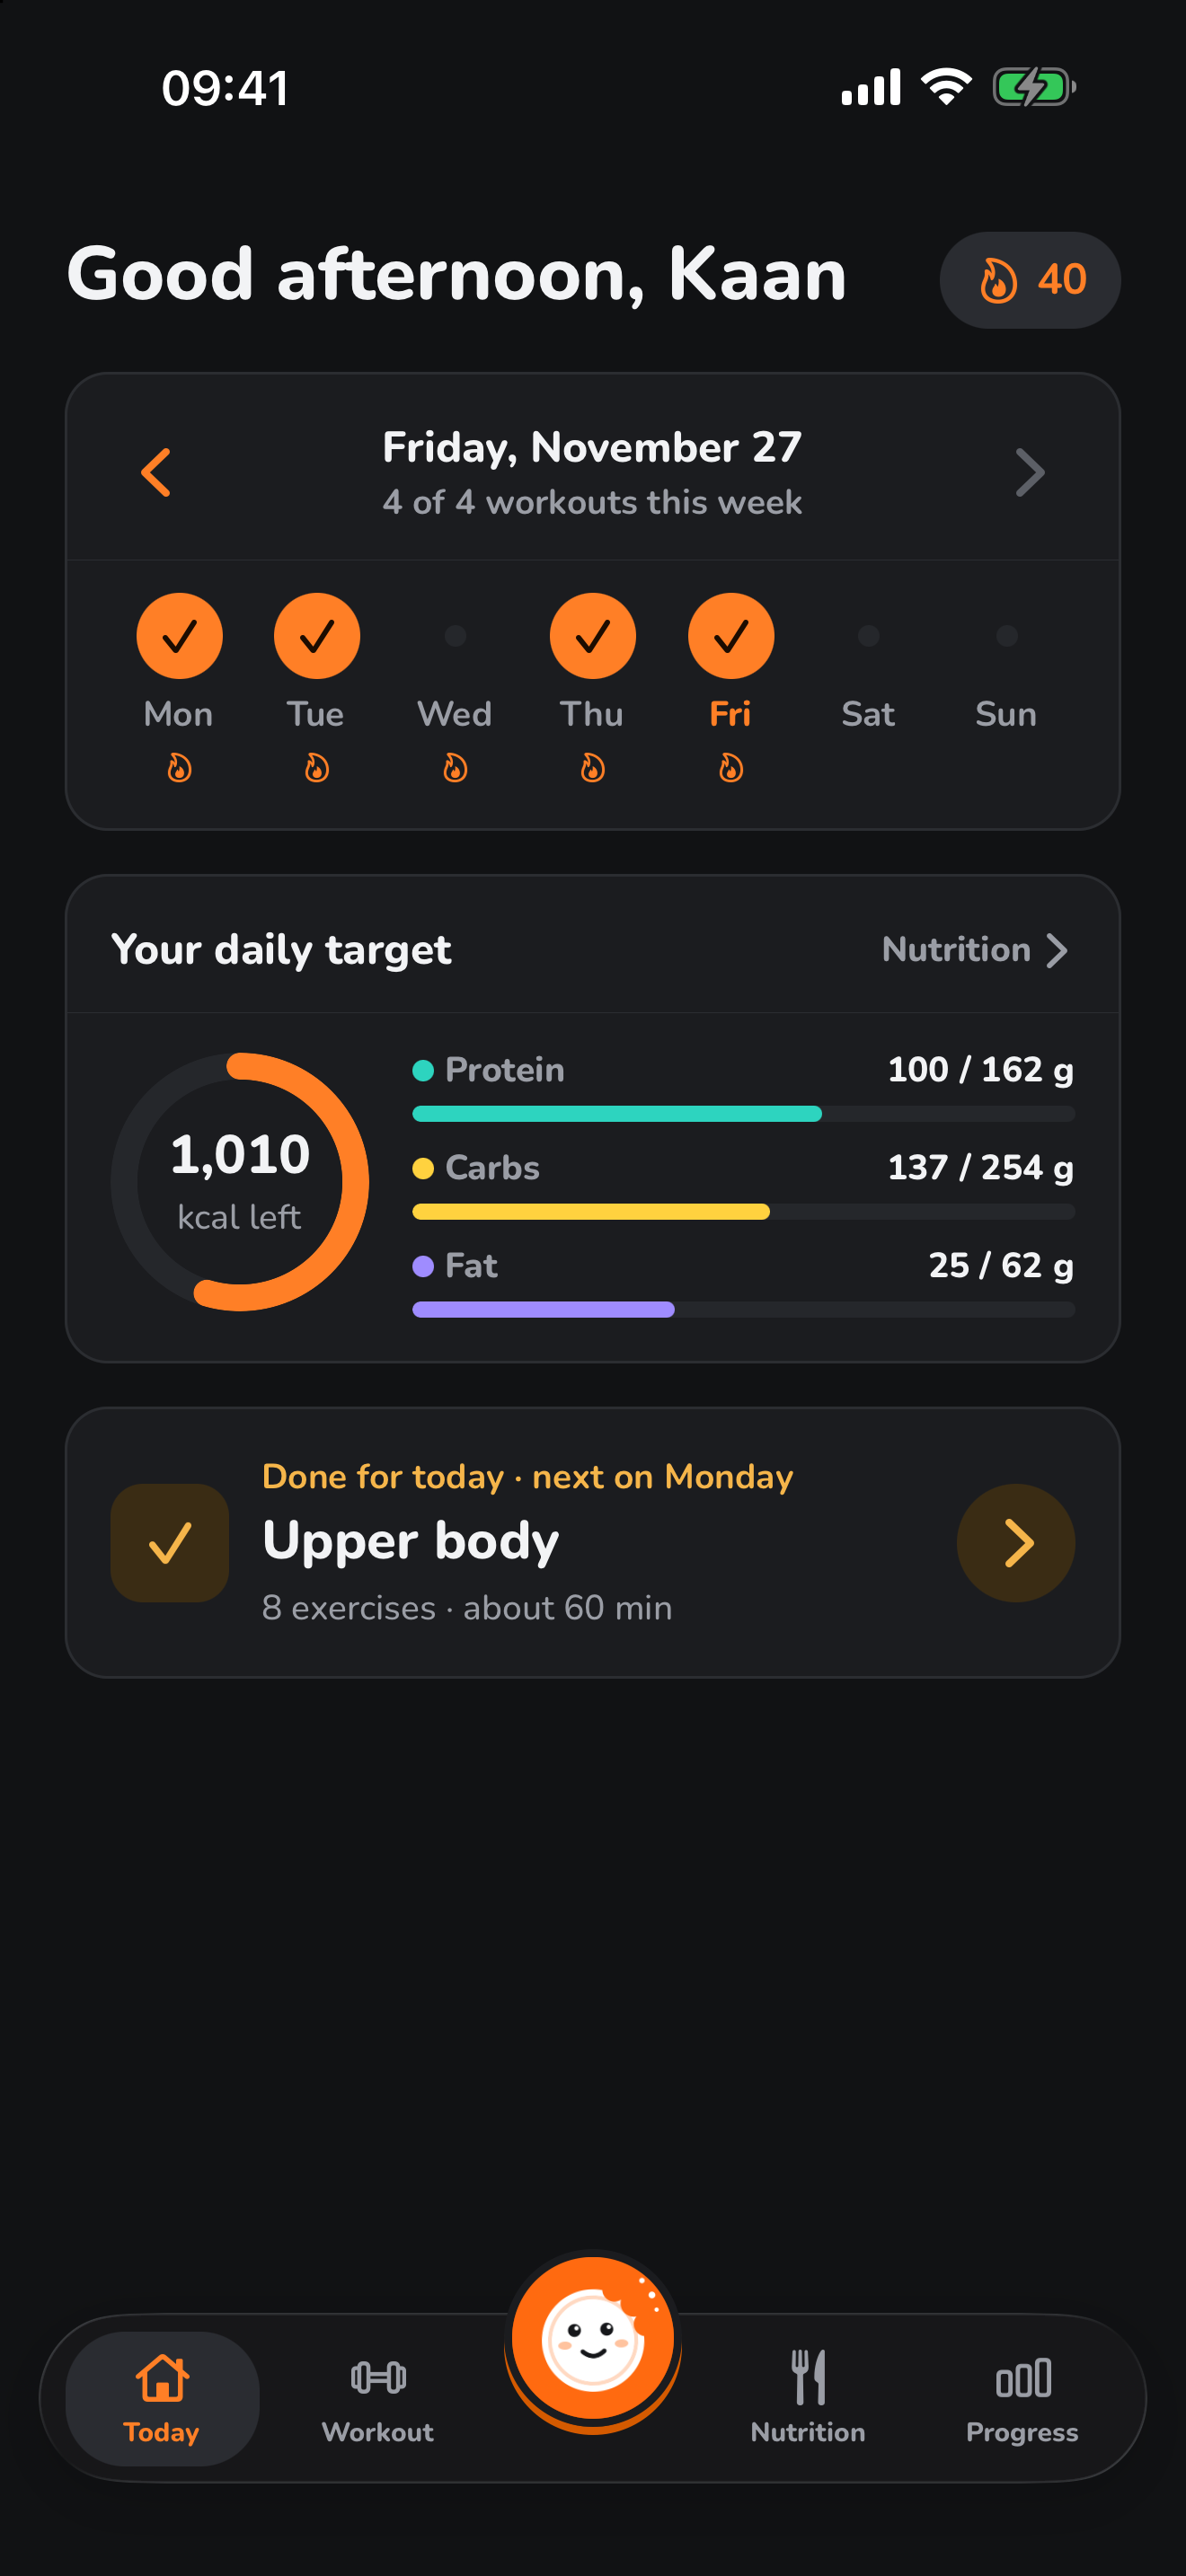 09:41
Good afternoon, Kaan
40
Friday, November 27
4 of 4 workouts this week
Mon Tue Wed Thu Fri Sat Sun
Your daily target
Nutrition
1,010
kcal left
Protein 100 / 162 g
Carbs 137 / 254 g
Fat 25 / 62 g
Done for today · next on Monday
Upper body
8 exercises · about 60 min
Today Workout Nutrition Progress